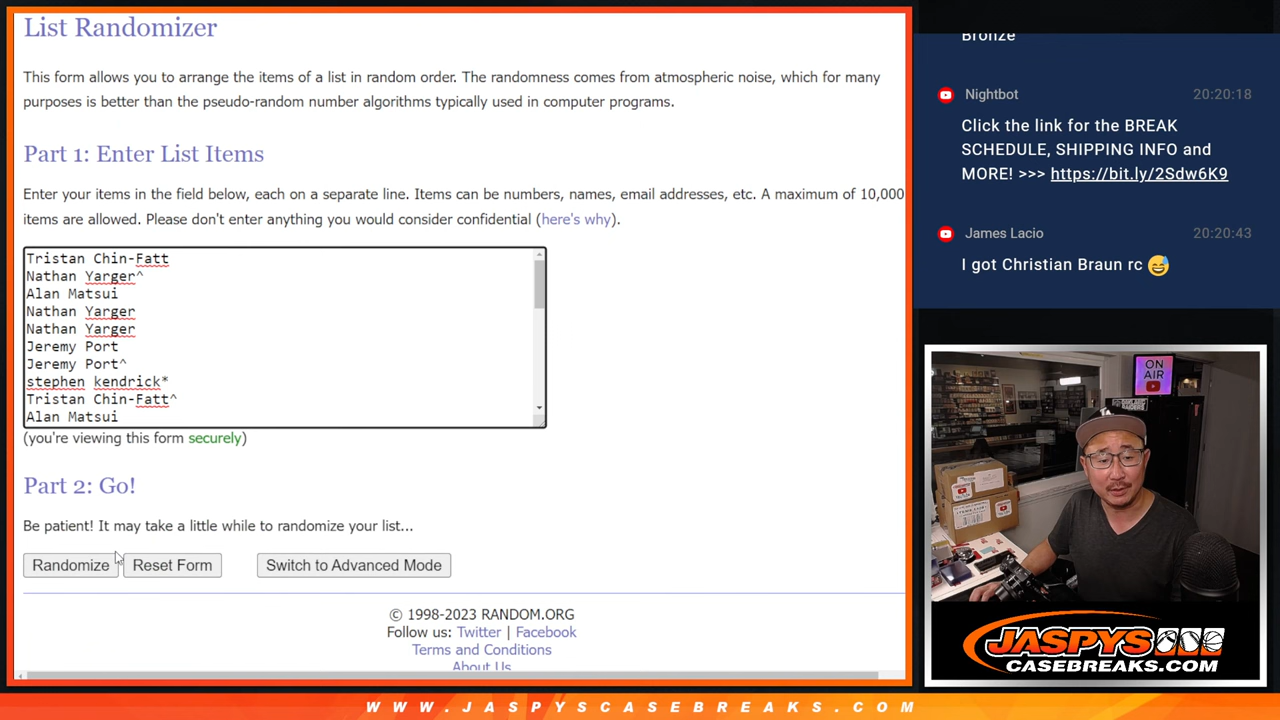 List Randomizer
This form allows you to arrange the items of a list in random order. The randomness comes from atmospheric noise, which for many
purposes is better than the pseudo-random number algorithms typically used in computer programs.
Part 1: Enter List Items
Enter your items in the field below, each on a separate line. Items can be numbers, names, email addresses, etc. A maximum of 10,000
items are allowed. Please don't enter anything you would consider confidential (here's why).
Tristan Chin-Fatt
Nathan Yarger^
Alan Matsui
Nathan Yarger
Nathan Yarger
Jeremy Port
Jeremy Port^
stephen kendrick*
Tristan Chin-Fatt^
Alan Matsui
(you're viewing this form securely)
Part 2: Go!
Be patient! It may take a little while to randomize your list...
Randomize
Reset Form
Switch to Advanced Mode
© 1998-2023 RANDOM.ORG
Follow us: Twitter | Facebook
Terms and Conditions
About Us
Bronze
Nightbot 20:20:18
Click the link for the BREAK
SCHEDULE, SHIPPING INFO and
MORE! >>> https://bit.ly/2Sdw6K9
James Lacio 20:20:43
I got Christian Braun rc 😅
ON
AIR
JASPYS
CASEBREAKS.COM
WWW.JASPYSCASEBREAKS.COM